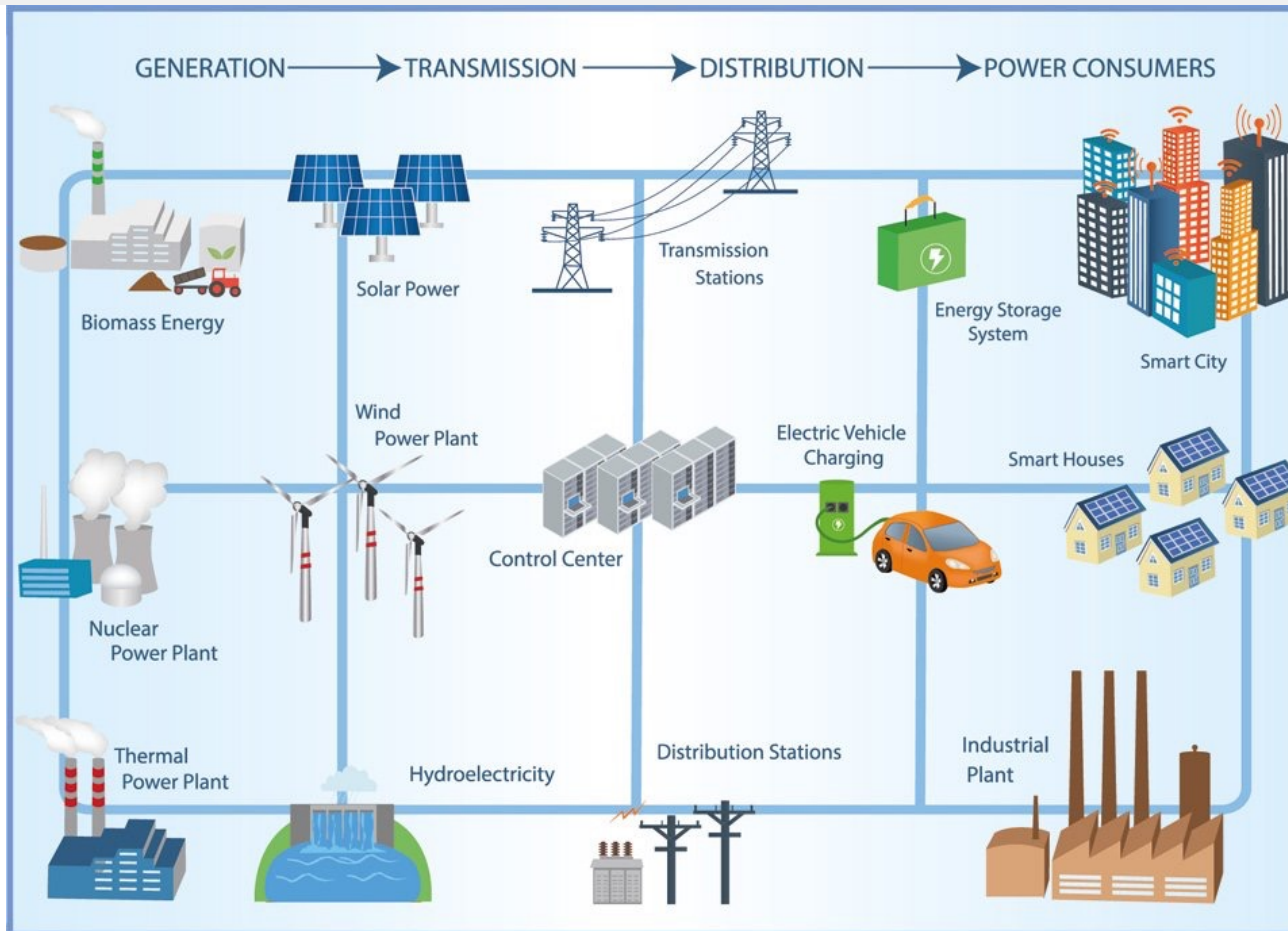 GENERATION TRANSMISSION DISTRIBUTION POWER CONSUMERS
Biomass Energy
Solar Power
Transmission
Stations
Energy Storage
System
Smart City
Wind
Power Plant
Control Center
Electric Vehicle
Charging
Smart Houses
Nuclear
Power Plant
Thermal
Power Plant
Hydroelectricity
Distribution Stations
Industrial
Plant